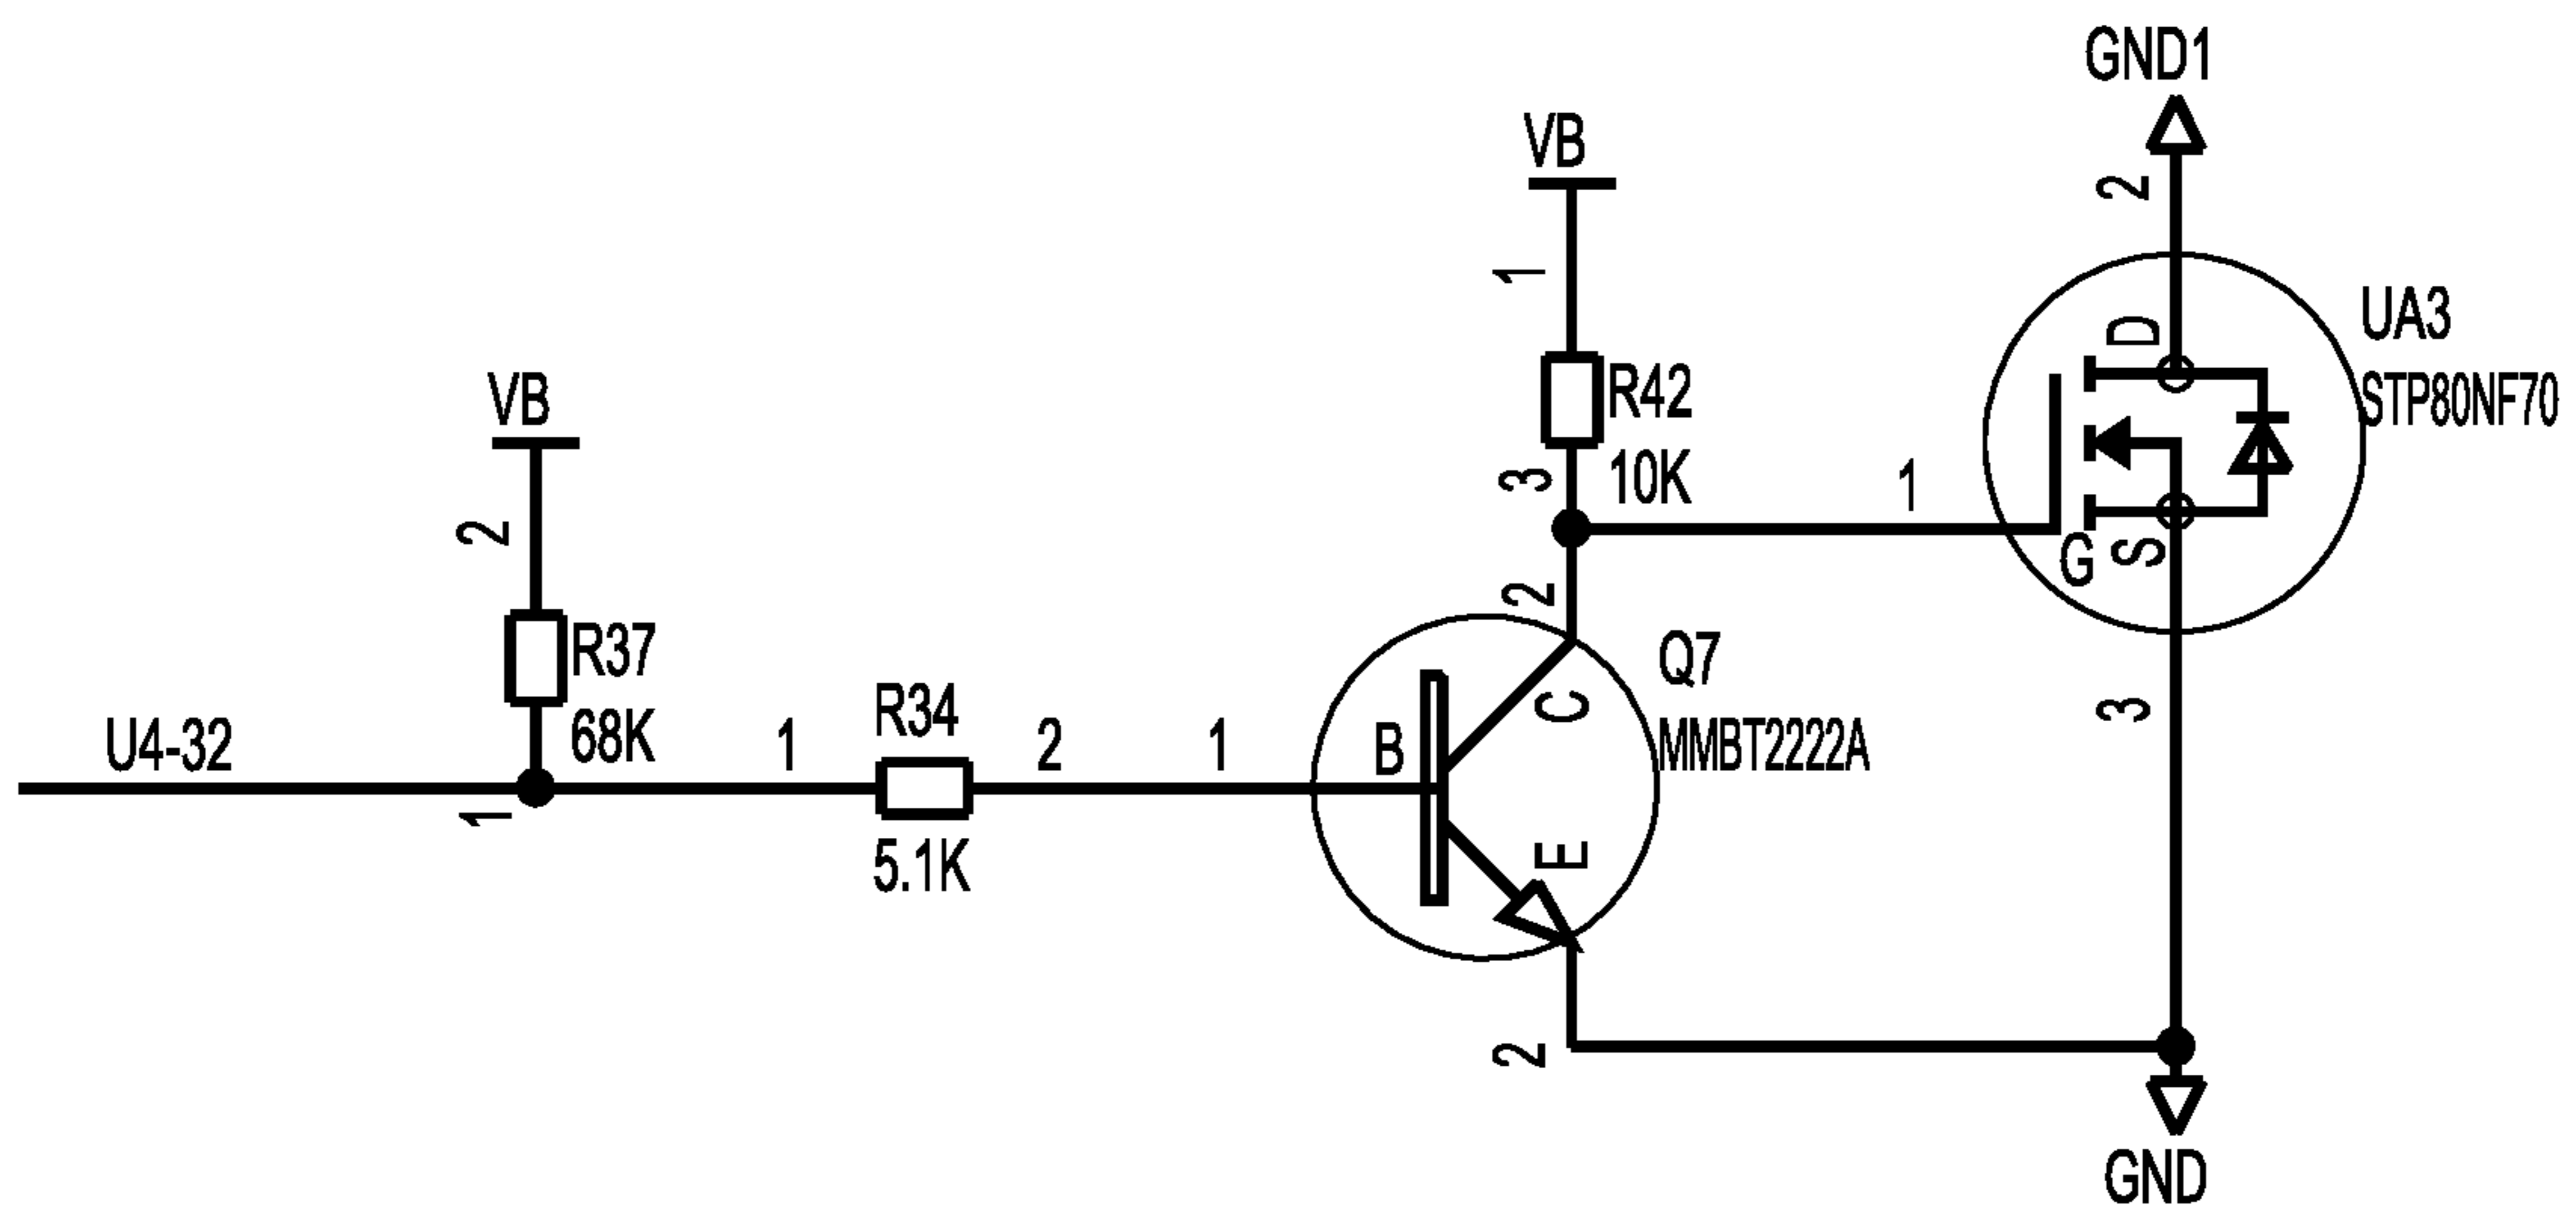 GND1
2
VB
1
R42
10K
3
1
D
UA3
STP80NF70
G
S
3
VB
2
R37
68K
1
U4-32
1
R34
5.1K
2
1
B
2
C
Q7
MMBT2222A
E
2
GND